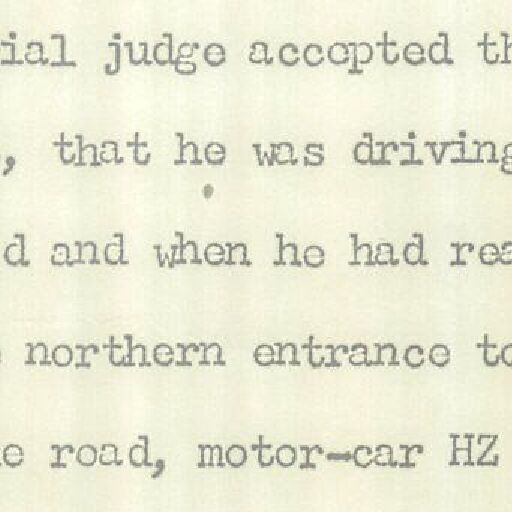 ial judge accepted th
, that he was driving
d and when he had rea
northern entrance to
e road, motor-car HZ